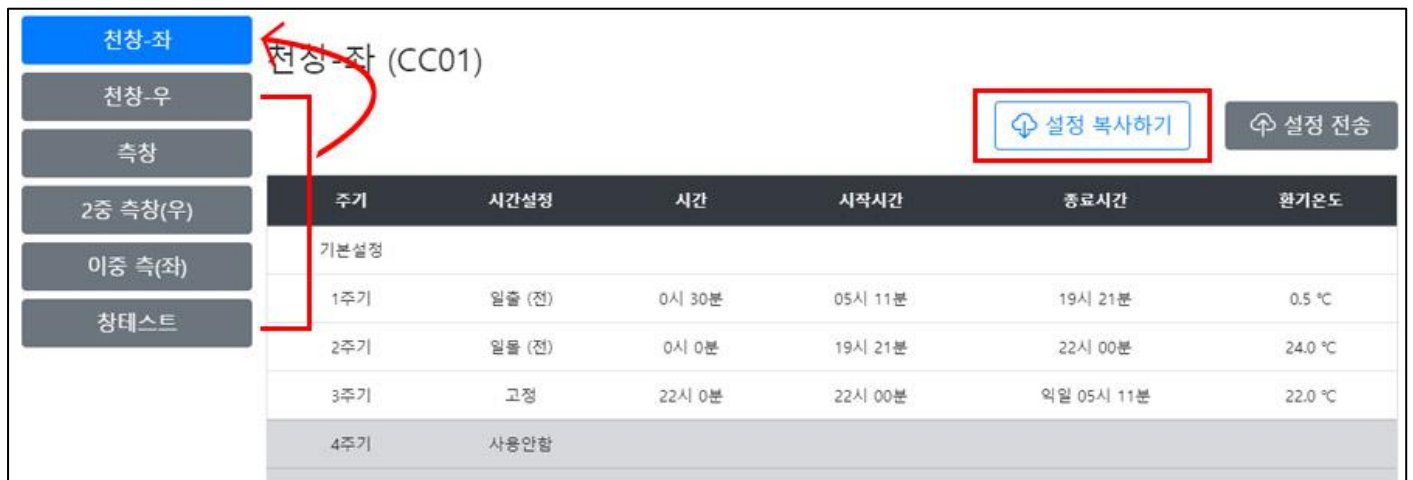 천창-좌
천창-우
측창
2중 측창(우)
이중 측(좌)
창테스트
천창-좌 (CC01)
설정 복사하기 설정 전송
주기 시간설정 시간 시작시간 종료시간 환기온도
기본설정
1주기 일출 (전) 0시 30분 05시 11분 19시 21분 0.5 ℃
2주기 일몰 (전) 0시 0분 19시 21분 22시 00분 24.0 ℃
3주기 고정 22시 0분 22시 00분 익일 05시 11분 22.0 ℃
4주기 사용안함